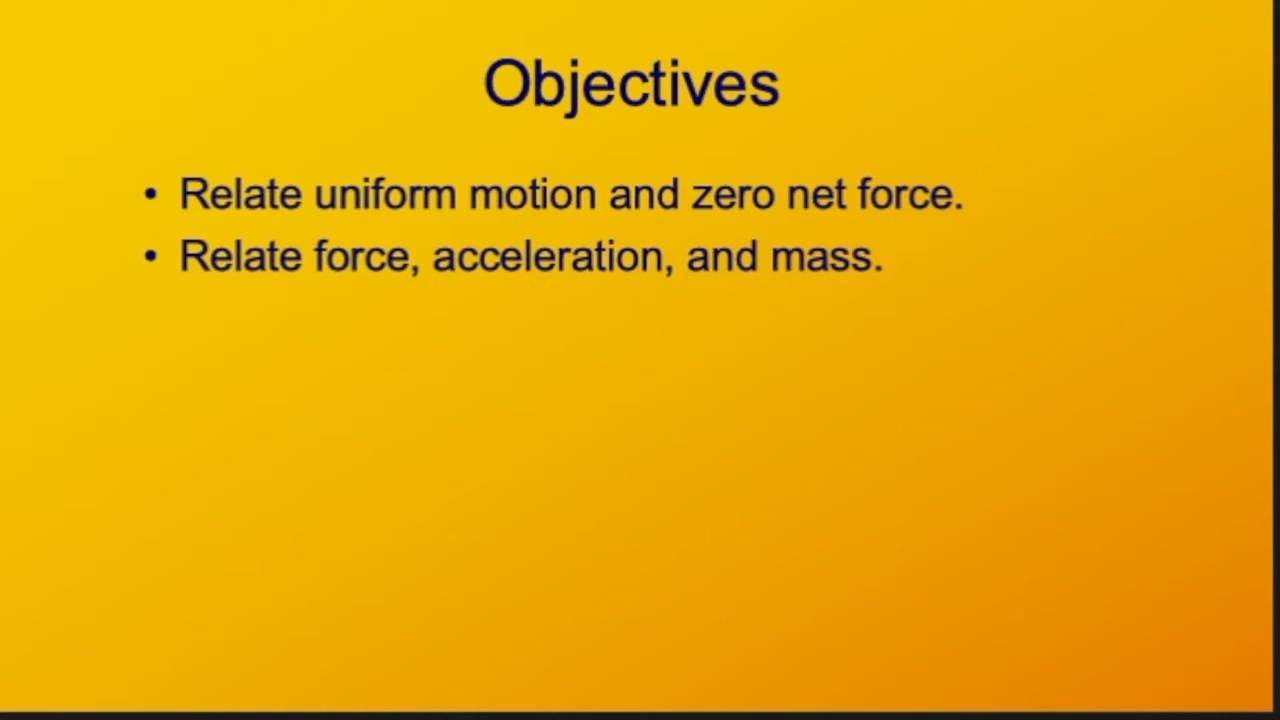 Objectives
• Relate uniform motion and zero net force.
• Relate force, acceleration, and mass.